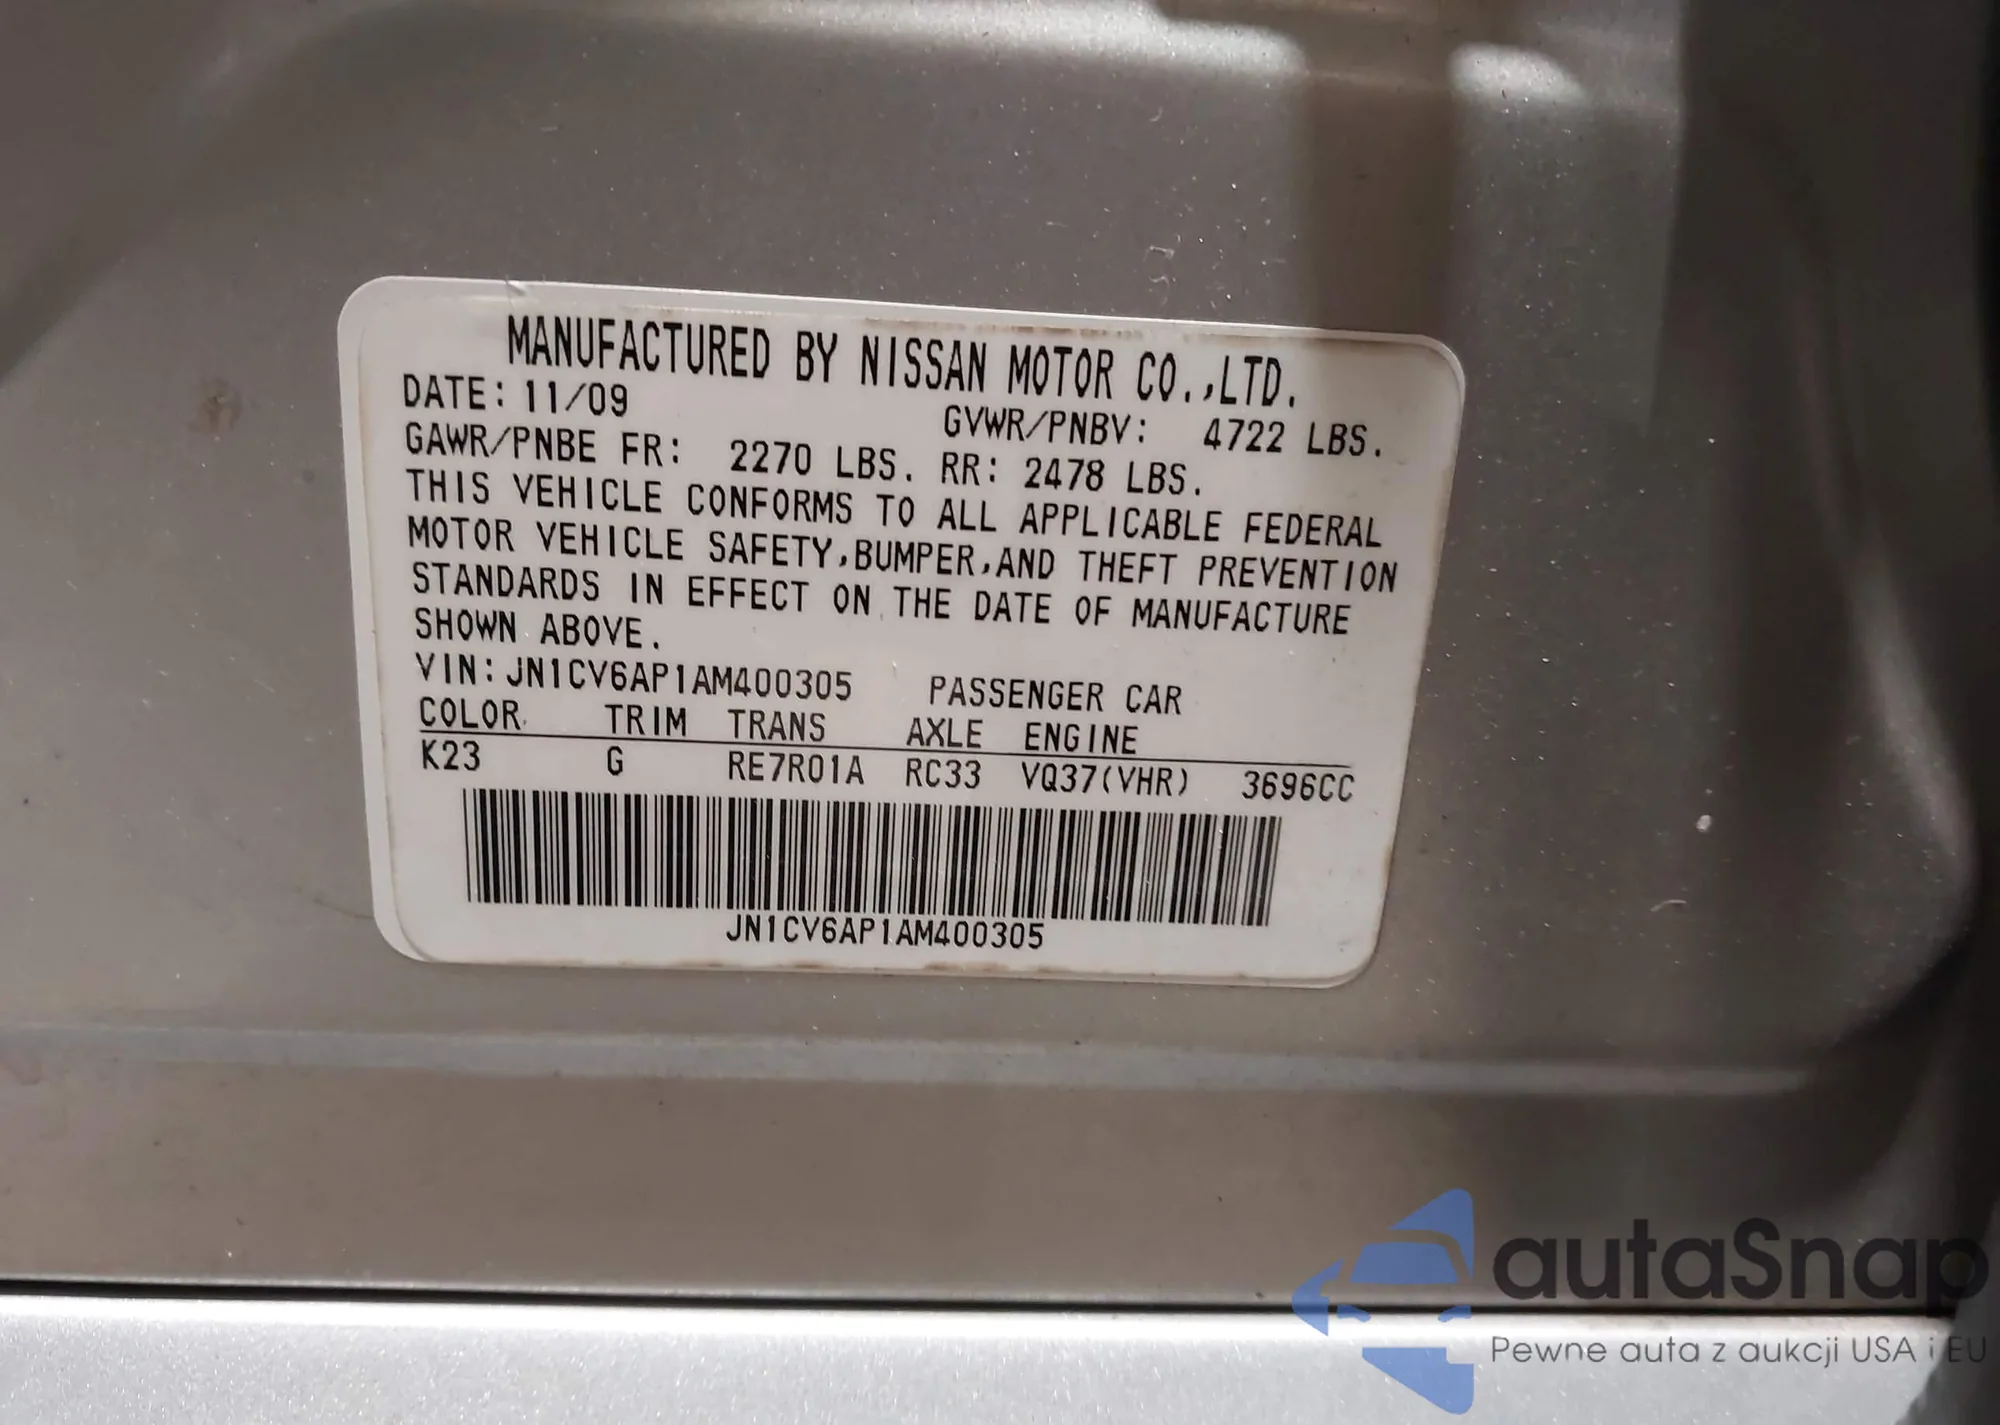 MANUFACTURED BY NISSAN MOTOR CO.,LTD.
DATE: 11/09 GVWR/PNBV: 4722 LBS.
GAWR/PNBE FR: 2270 LBS. RR: 2478 LBS.
THIS VEHICLE CONFORMS TO ALL APPLICABLE FEDERAL
MOTOR VEHICLE SAFETY,BUMPER,AND THEFT PREVENTION
STANDARDS IN EFFECT ON THE DATE OF MANUFACTURE
SHOWN ABOVE.
VIN: JN1CV6AP1AM400305 PASSENGER CAR
COLOR TRIM TRANS AXLE ENGINE
K23 G RE7R01A RC33 VQ37(VHR) 3696CC
JN1CV6AP1AM400305
autaSnap
Pewne auta z aukcji USA i EU